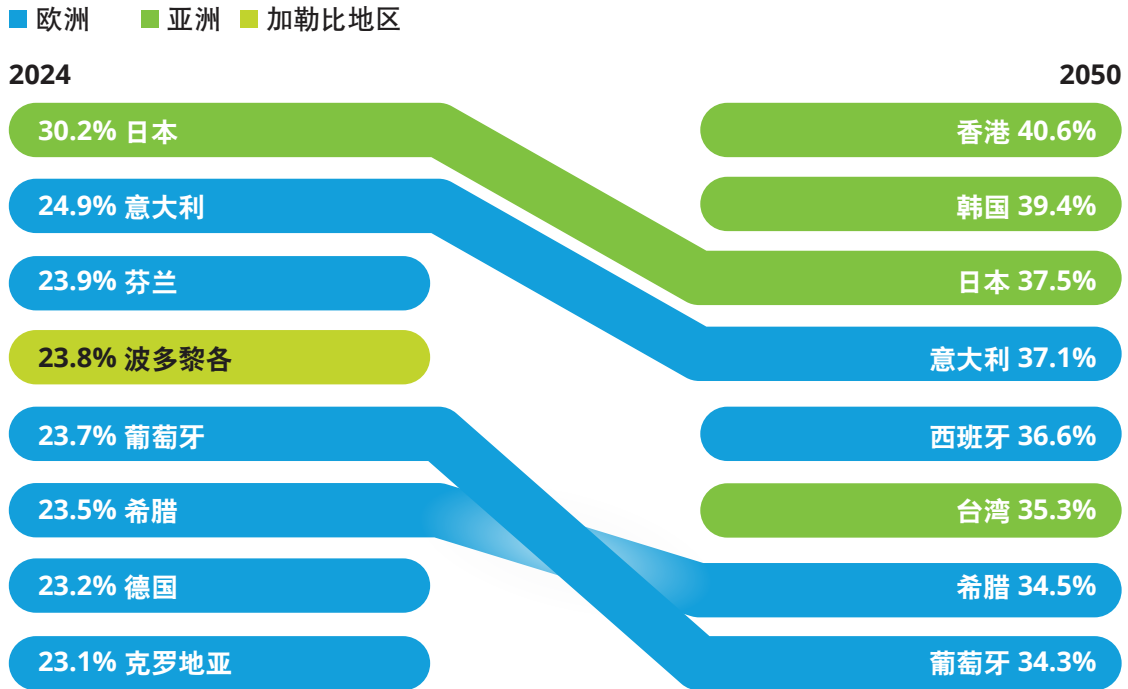 欧洲 亚洲 加勒比地区
2024 2050
30.2% 日本 香港 40.6%
24.9% 意大利 韩国 39.4%
23.9% 芬兰 日本 37.5%
23.8% 波多黎各 意大利 37.1%
23.7% 葡萄牙 西班牙 36.6%
23.5% 希腊 台湾 35.3%
23.2% 德国 希腊 34.5%
23.1% 克罗地亚 葡萄牙 34.3%